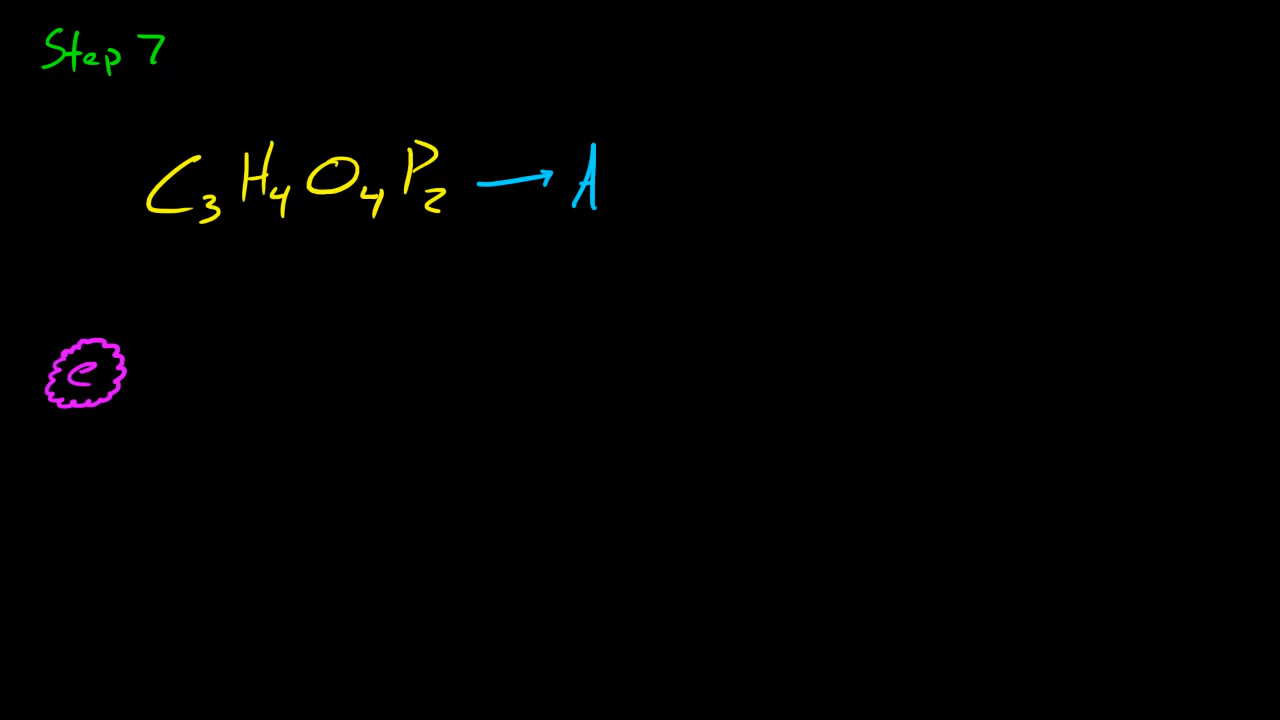 Step 7
C₃H₄O₄P₂ → A
e